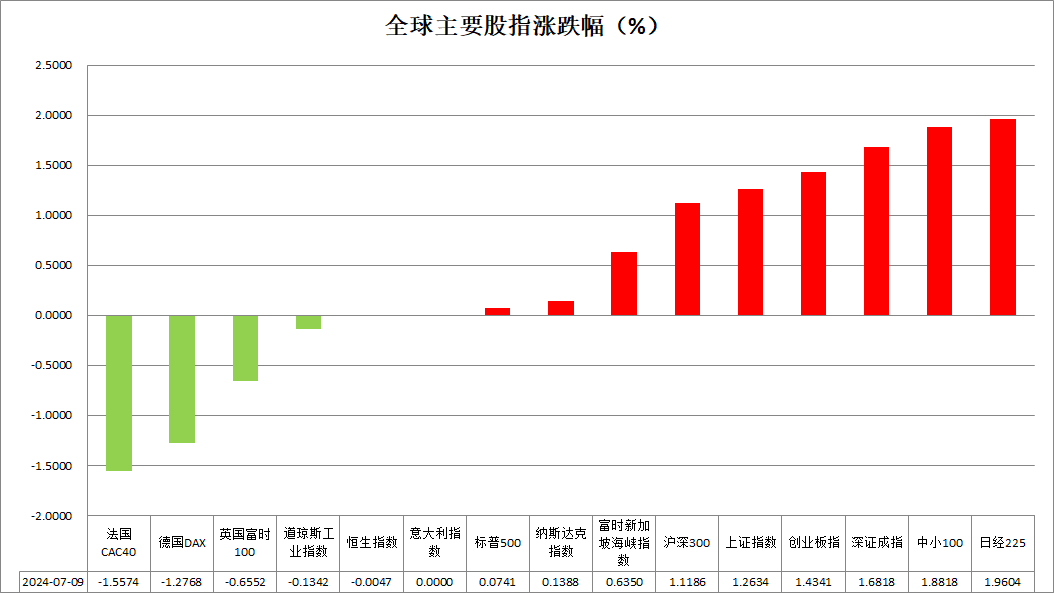 全球主要股指涨跌幅（%）
2.5000
2.0000
1.5000
1.0000
0.5000
0.0000
-0.5000
-1.0000
-1.5000
-2.0000
法国
CAC40
德国DAX
英国富时
100
道琼斯工
业指数
恒生指数
意大利指
数
标普500
纳斯达克
指数
富时新加
坡海峡指
数
沪深300
上证指数
创业板指
深证成指
中小100
日经225
2024-07-09 -1.5574 -1.2768 -0.6552 -0.1342 -0.0047 0.0000 0.0741 0.1388 0.6350 1.1186 1.2634 1.4341 1.6818 1.8818 1.9604